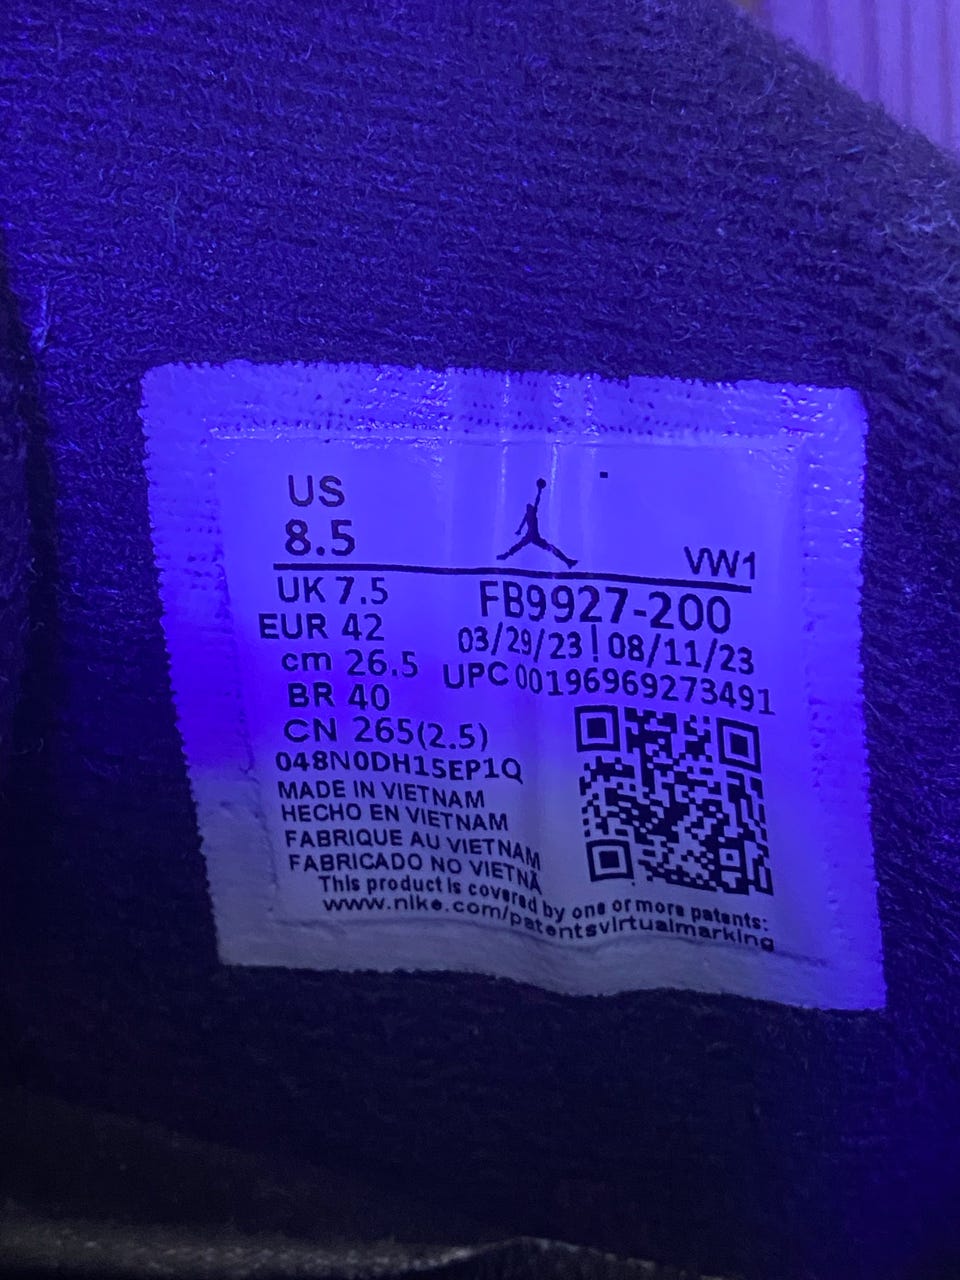 US
8.5
VW1
UK 7.5
FB9927-200
EUR 42
03/29/23 | 08/11/23
cm 26.5
UPC 00196969273491
BR 40
CN 265(2.5)
048N0DH1SEP1Q
MADE IN VIETNAM
HECHO EN VIETNAM
FABRIQUE AU VIETNAM
FABRICADO NO VIETNÃ
This product is covered by one or more patents:
www.nike.com/patentsvirtualmarking